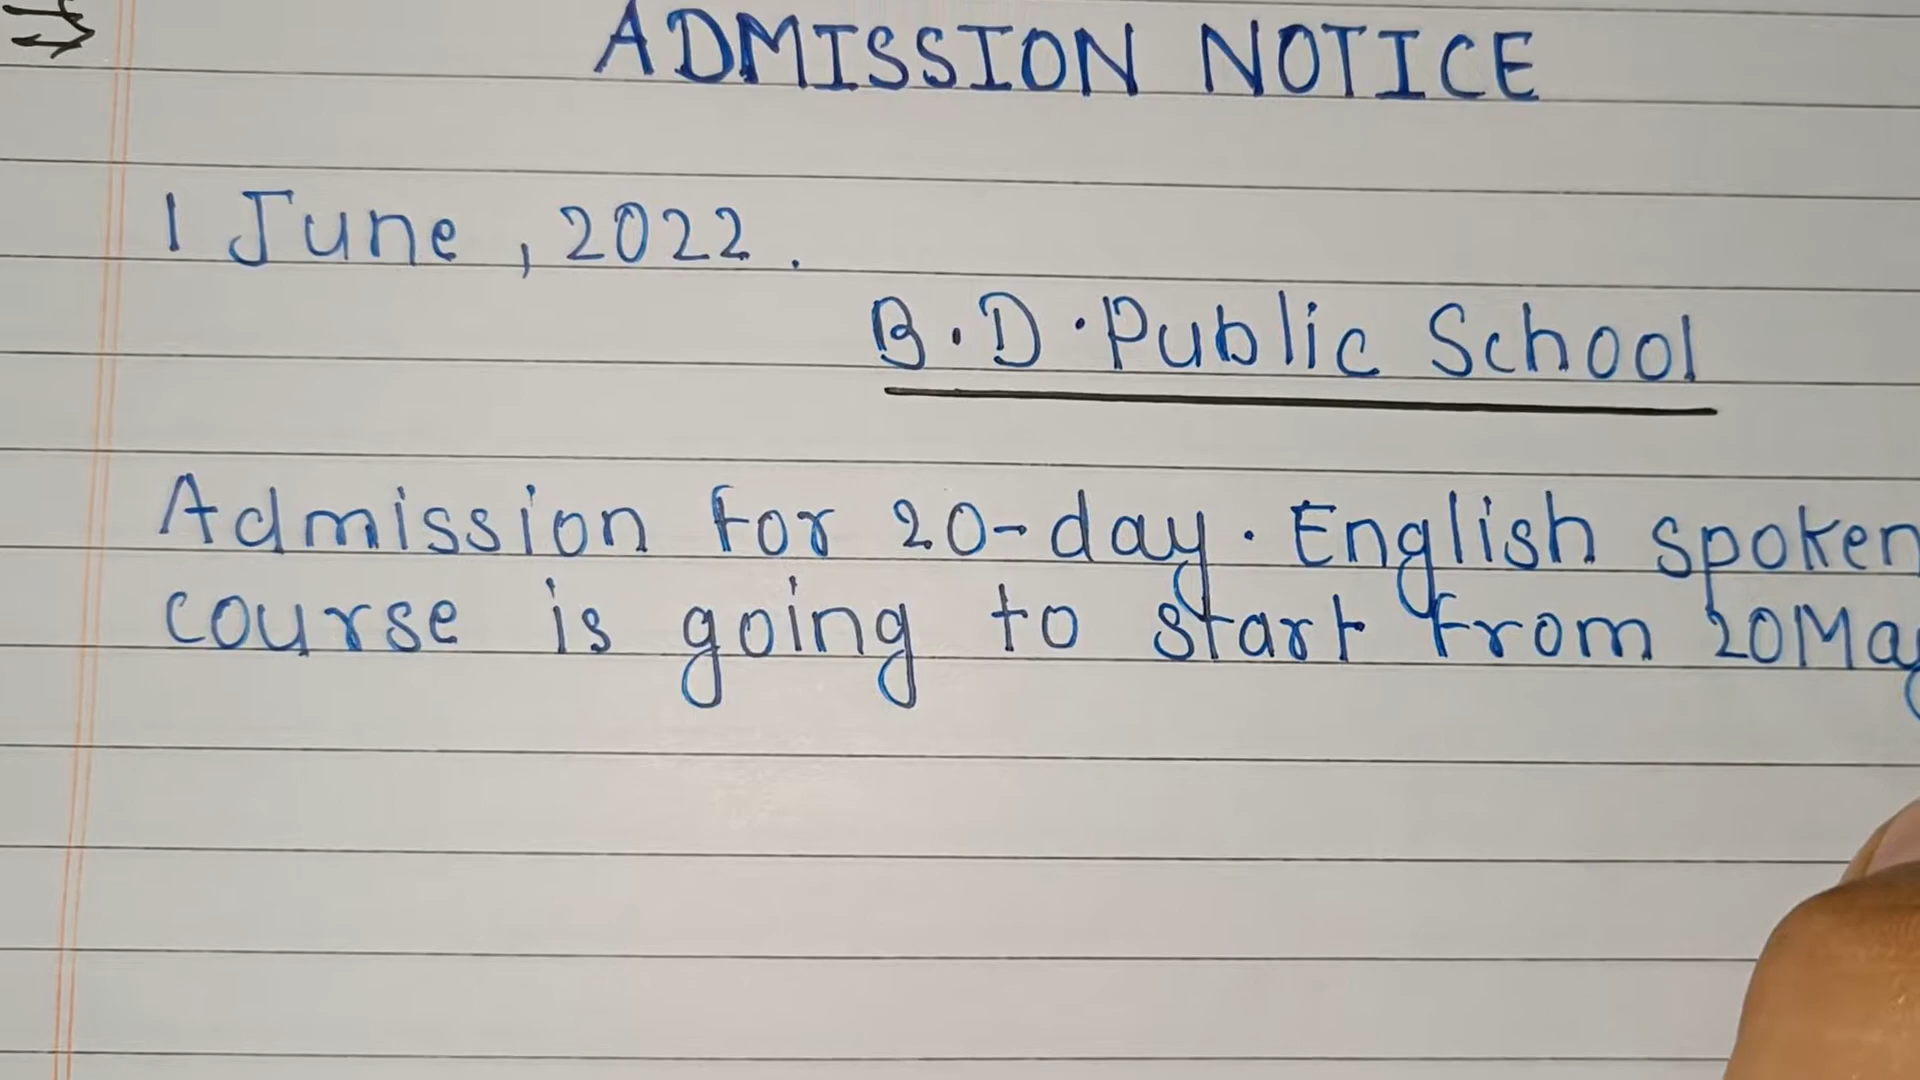 ADMISSION NOTICE
1 June, 2022.
B.D.Public School
Admission for 20-day. English spoken
course is going to start from 20May